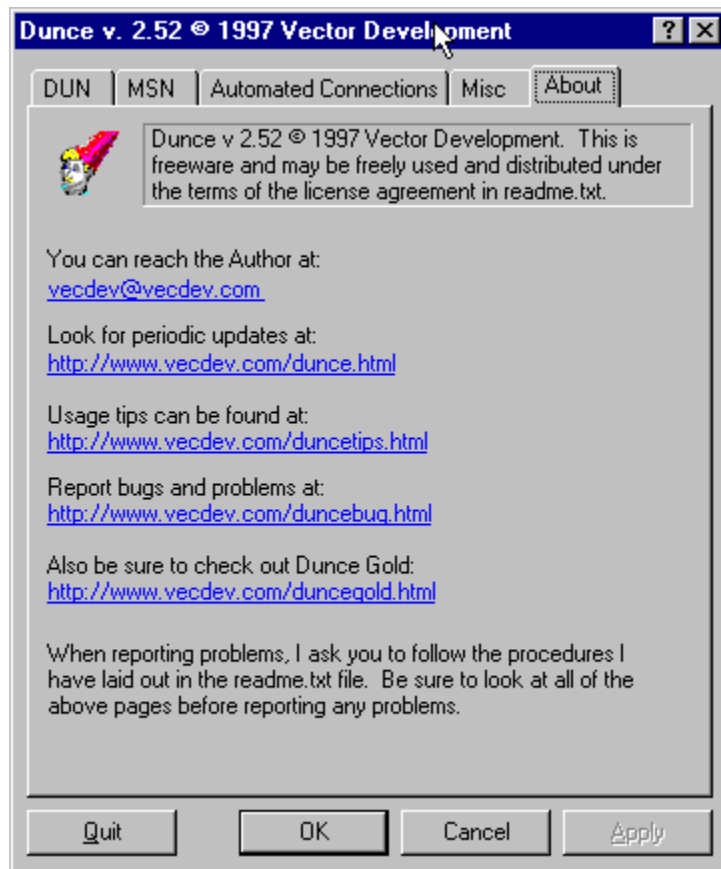 Dunce v. 2.52 © 1997 Vector Development
DUN
MSN
Automated Connections
Misc
About
Dunce v 2.52 © 1997 Vector Development. This is
freeware and may be freely used and distributed under
the terms of the license agreement in readme.txt.
You can reach the Author at:
vecdev@vecdev.com
Look for periodic updates at:
http://www.vecdev.com/dunce.html
Usage tips can be found at:
http://www.vecdev.com/duncetips.html
Report bugs and problems at:
http://www.vecdev.com/duncebug.html
Also be sure to check out Dunce Gold:
http://www.vecdev.com/duncegold.html
When reporting problems, I ask you to follow the procedures I
have laid out in the readme.txt file. Be sure to look at all of the
above pages before reporting any problems.
Quit
OK
Cancel
Apply